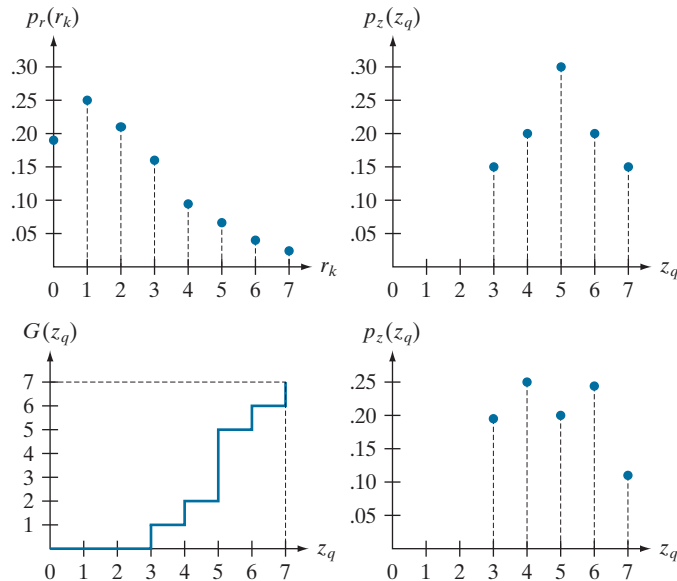 p_r(r_k)
.30
.25
.20
.15
.10
.05
0 1 2 3 4 5 6 7
r_k
p_z(z_q)
.30
.25
.20
.15
.10
.05
0 1 2 3 4 5 6 7
z_q
G(z_q)
7
6
5
4
3
2
1
0 1 2 3 4 5 6 7
z_q
p_z(z_q)
.25
.20
.15
.10
.05
0 1 2 3 4 5 6 7
z_q